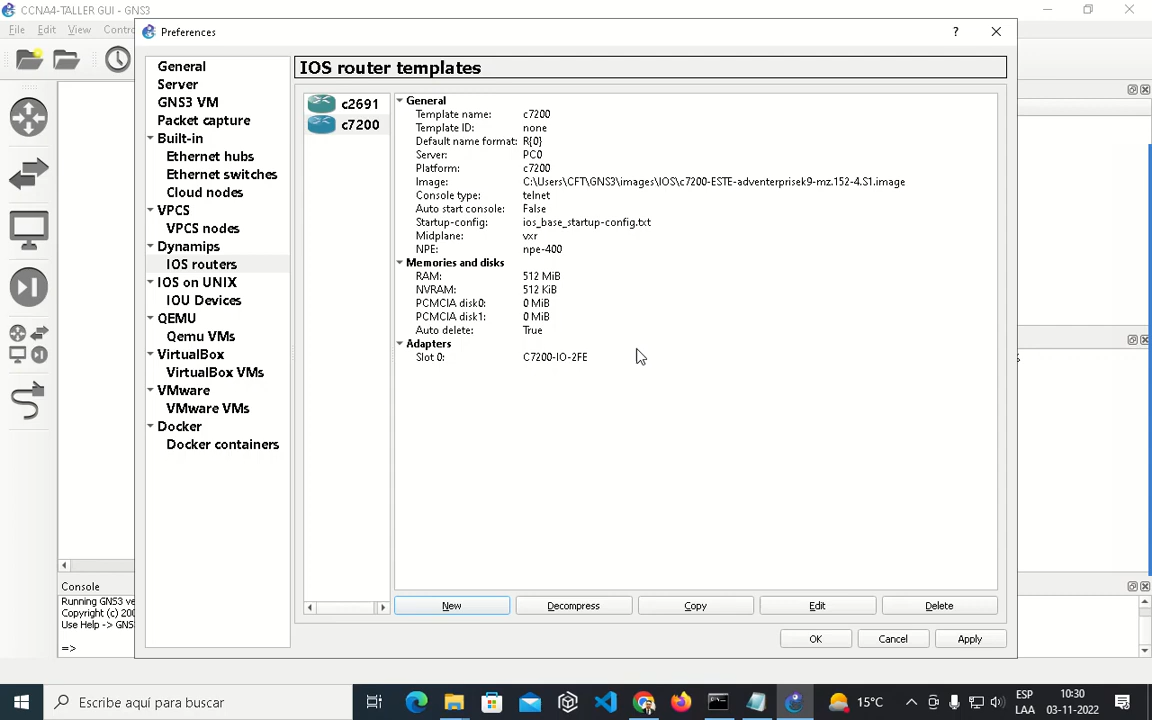 CCNA4-TALLER GUI - GNS3
File Edit View
Preferences
?
General
Server
GNS3 VM
Packet capture
Built-in
Ethernet hubs
Ethernet switches
Cloud nodes
VPCS
VPCS nodes
Dynamips
IOS routers
IOS on UNIX
IOU Devices
QEMU
Qemu VMs
VirtualBox
VirtualBox VMs
VMware
VMware VMs
Docker
Docker containers
IOS router templates
c2691
c7200
General
Template name: c7200
Template ID: none
Default name format: R{0}
Server: PC0
Platform: c7200
Image: C:\Users\CFT\GNS3\images\IOS\c7200-ESTE-adventerprisek9-mz.152-4.S1.image
Console type: telnet
Auto start console: False
Startup-config: ios_base_startup-config.txt
Midplane: vxr
NPE: npe-400
Memories and disks
RAM: 512 MiB
NVRAM: 512 KiB
PCMCIA disk0: 0 MiB
PCMCIA disk1: 0 MiB
Auto delete: True
Adapters
Slot 0: C7200-IO-2FE
New Decompress Copy Edit Delete
OK Cancel Apply
Console
Running GNS3 ve
Copyright (c) 200
Use Help -> GNS
=>
Escribe aquí para buscar
15°C
ESP
LAA
10:30
03-11-2022